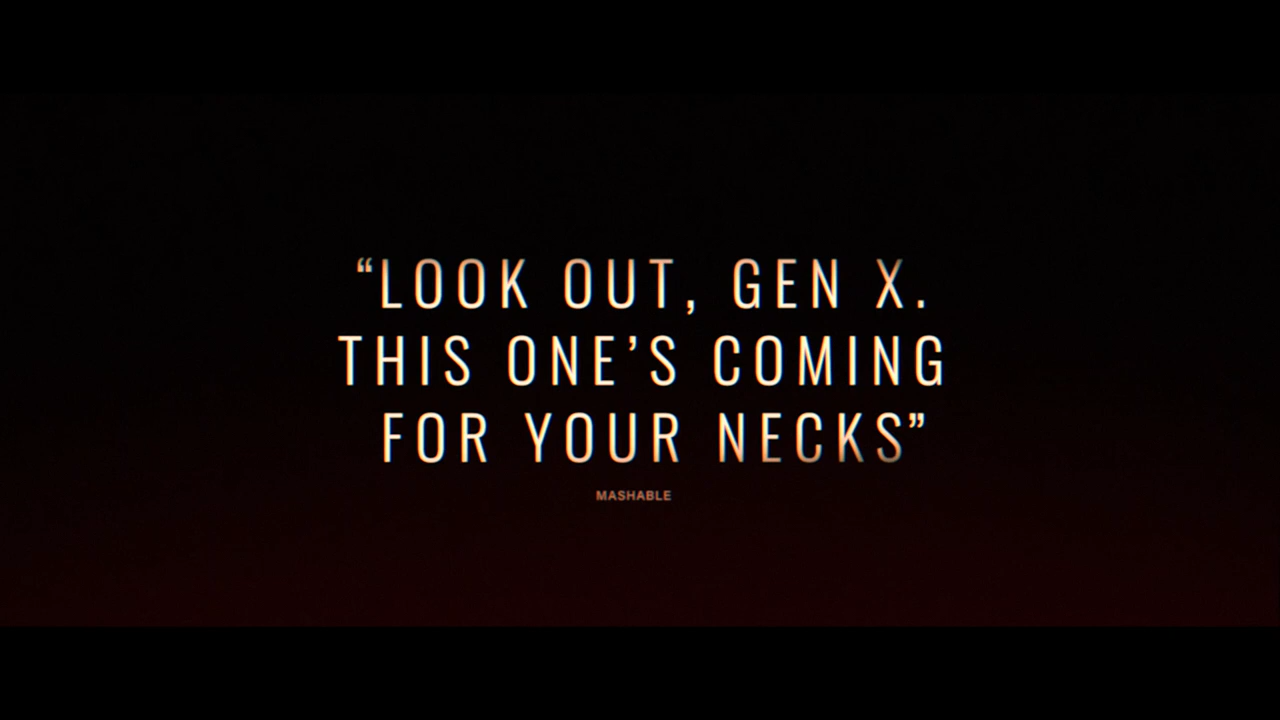 “LOOK OUT, GEN X.
THIS ONE’S COMING
FOR YOUR NECKS”
MASHABLE